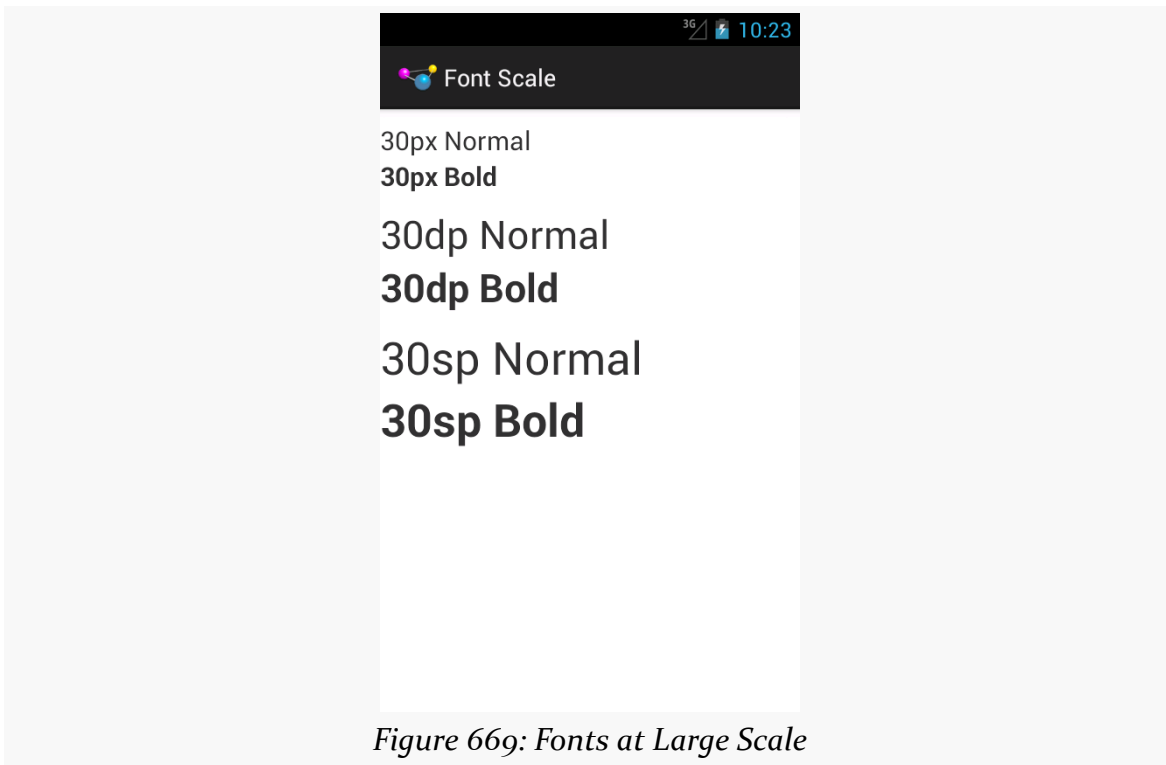 3G 10:23
Font Scale
30px Normal
30px Bold
30dp Normal
30dp Bold
30sp Normal
30sp Bold
Figure 669: Fonts at Large Scale